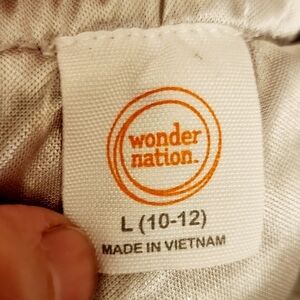 wonder
nation.
L (10-12)
MADE IN VIETNAM